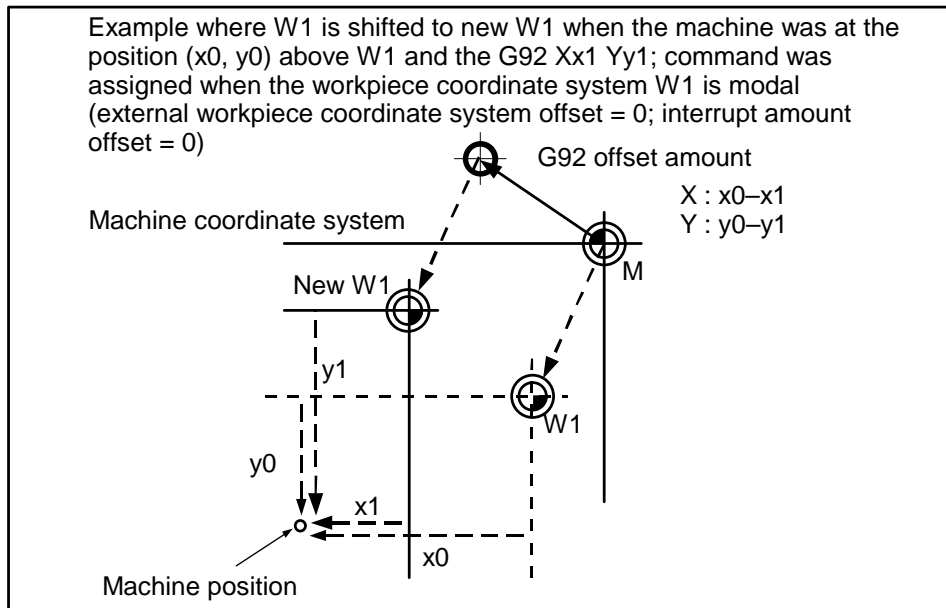 Example where W1 is shifted to new W1 when the machine was at the
position (x0, y0) above W1 and the G92 Xx1 Yy1; command was
assigned when the workpiece coordinate system W1 is modal
(external workpiece coordinate system offset = 0; interrupt amount
offset = 0)
G92 offset amount
X : x0–x1
Y : y0–y1
Machine coordinate system
M
New W1
y1
W1
y0
x1
x0
Machine position